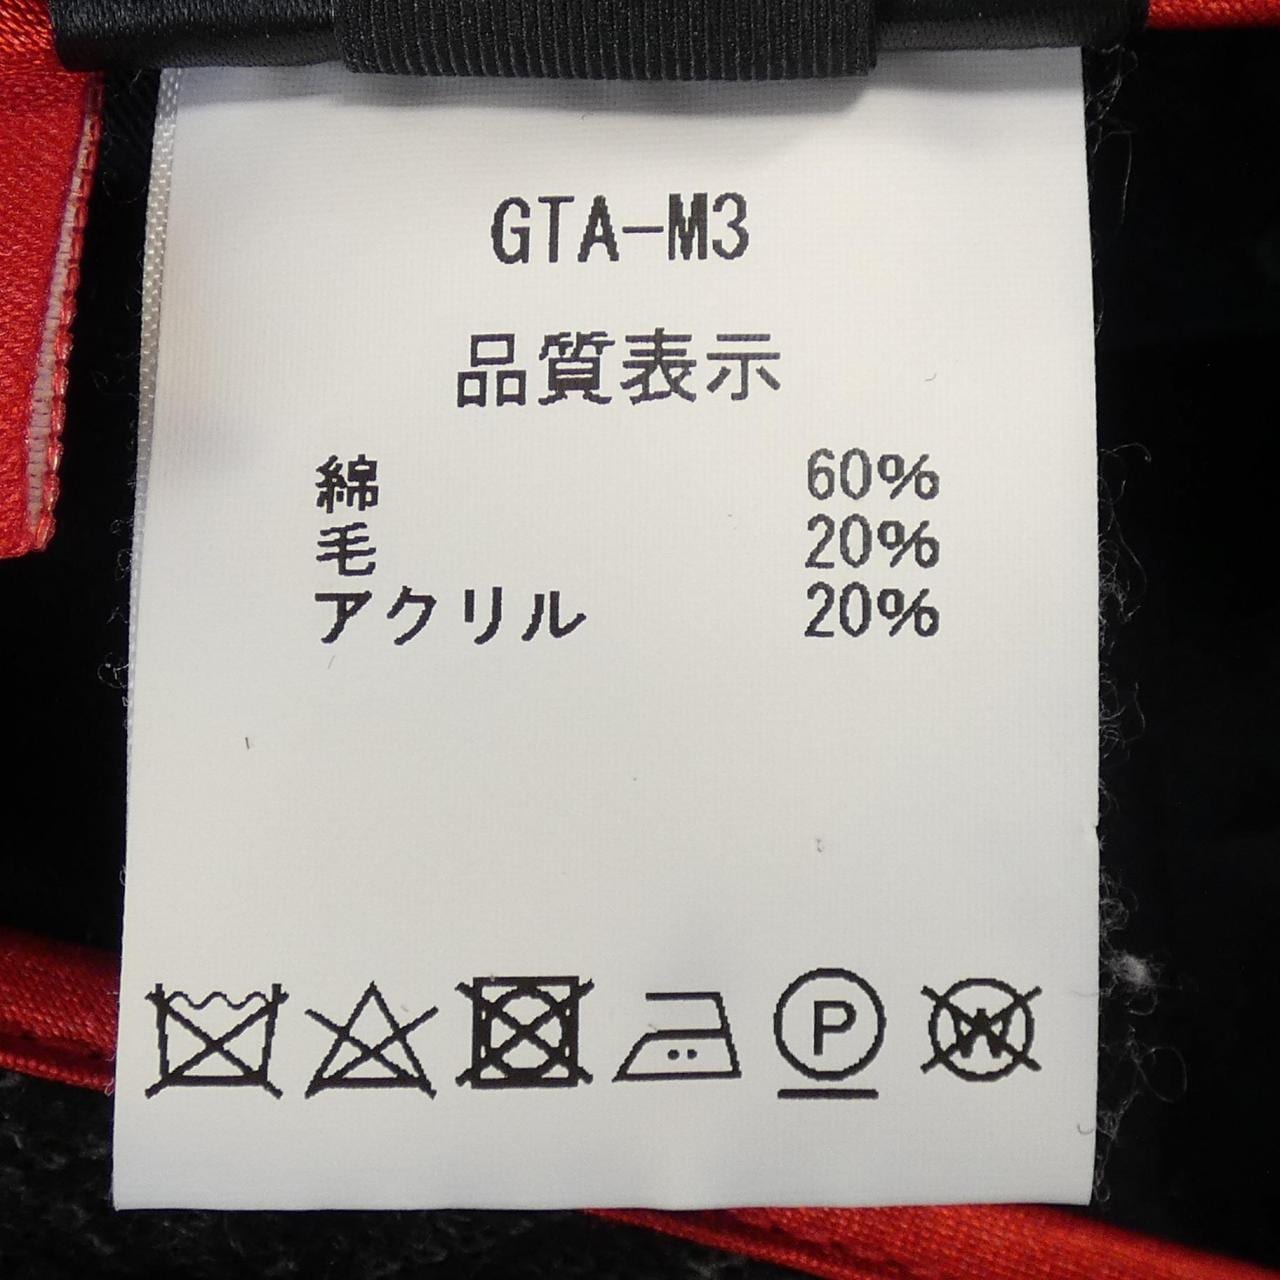 GTA-M3
品質表示
綿 60%
毛 20%
アクリル 20%
P W